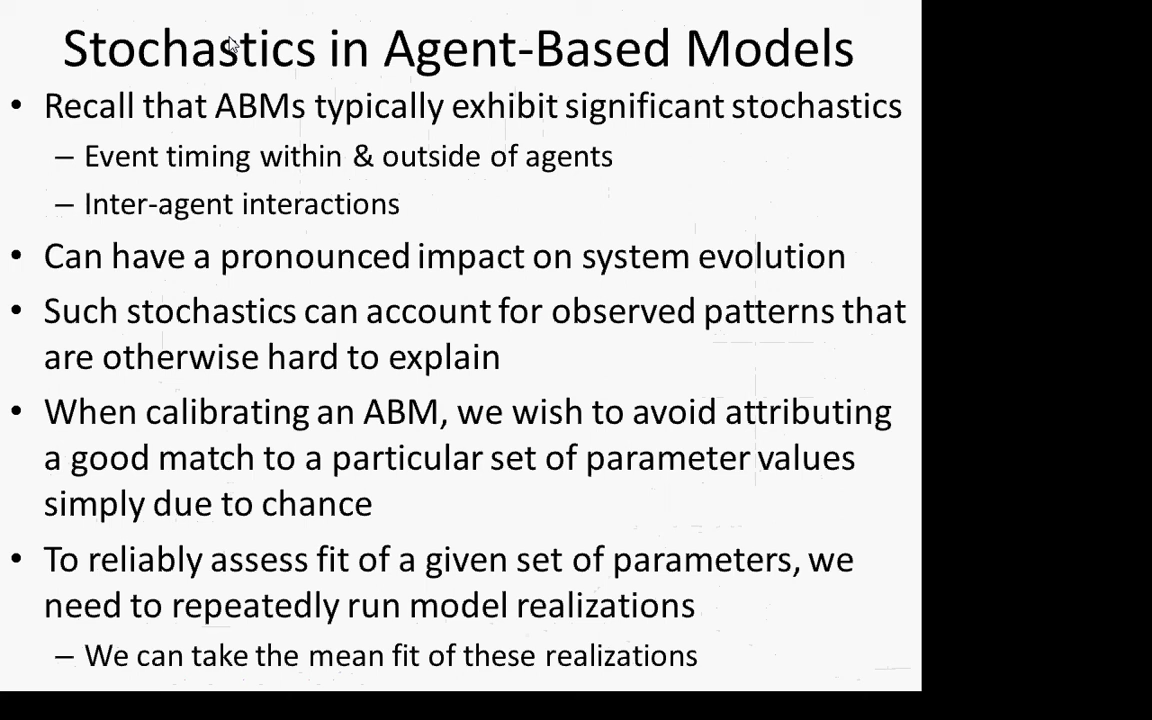 Stochastics in Agent-Based Models
• Recall that ABMs typically exhibit significant stochastics
– Event timing within & outside of agents
– Inter-agent interactions
• Can have a pronounced impact on system evolution
• Such stochastics can account for observed patterns that
are otherwise hard to explain
• When calibrating an ABM, we wish to avoid attributing
a good match to a particular set of parameter values
simply due to chance
• To reliably assess fit of a given set of parameters, we
need to repeatedly run model realizations
– We can take the mean fit of these realizations